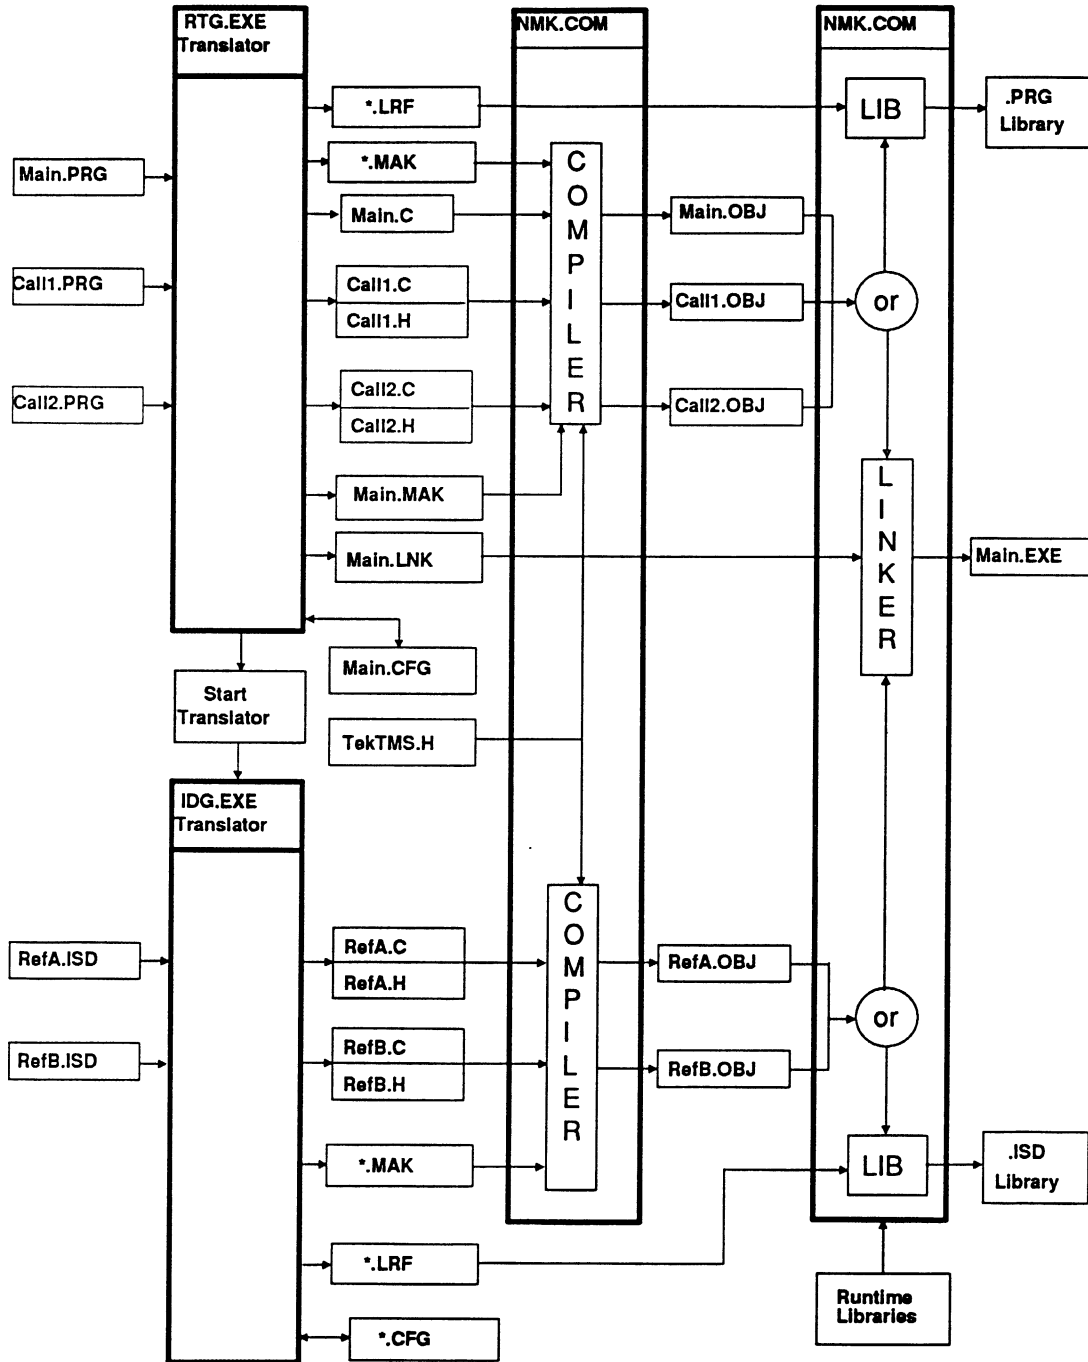 RTG.EXE
Translator
NMK.COM
NMK.COM
*.LRF
LIB
.PRG
Library
Main.PRG
*.MAK
COMPILER
Main.C
Main.OBJ
Call1.PRG
Call1.C
Call1.H
Call1.OBJ
or
Call2.PRG
Call2.C
Call2.H
Call2.OBJ
Main.MAK
LINKER
Main.LNK
Main.EXE
Main.CFG
Start
Translator
TekTMS.H
IDG.EXE
Translator
COMPILER
RefA.ISD
RefA.C
RefA.H
RefA.OBJ
or
RefB.ISD
RefB.C
RefB.H
RefB.OBJ
*.MAK
LIB
.ISD
Library
*.LRF
Runtime
Libraries
*.CFG